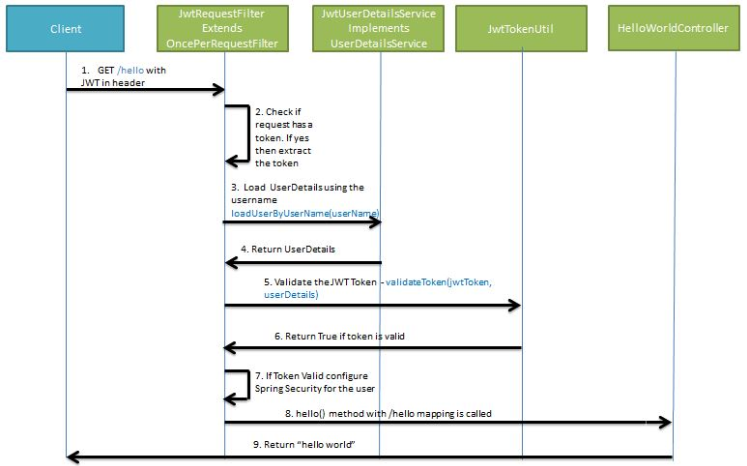 Client
JwtRequestFilter
Extends
OncePerRequestFilter
JwtUserDetailsService
Implements
UserDetailsService
JwtTokenUtil
HelloWorldController
1. GET /hello with
JWT in header
2. Check if
request has a
token. If yes
then extract
the token
3. Load UserDetails using the
username
loadUserByUserName(userName)
4. Return UserDetails
5. Validate the JWT Token - validateToken(jwtToken,
userDetails)
6. Return True if token is valid
7. If Token Valid configure
Spring Security for the user
8. hello() method with /hello mapping is called
9. Return “hello world”